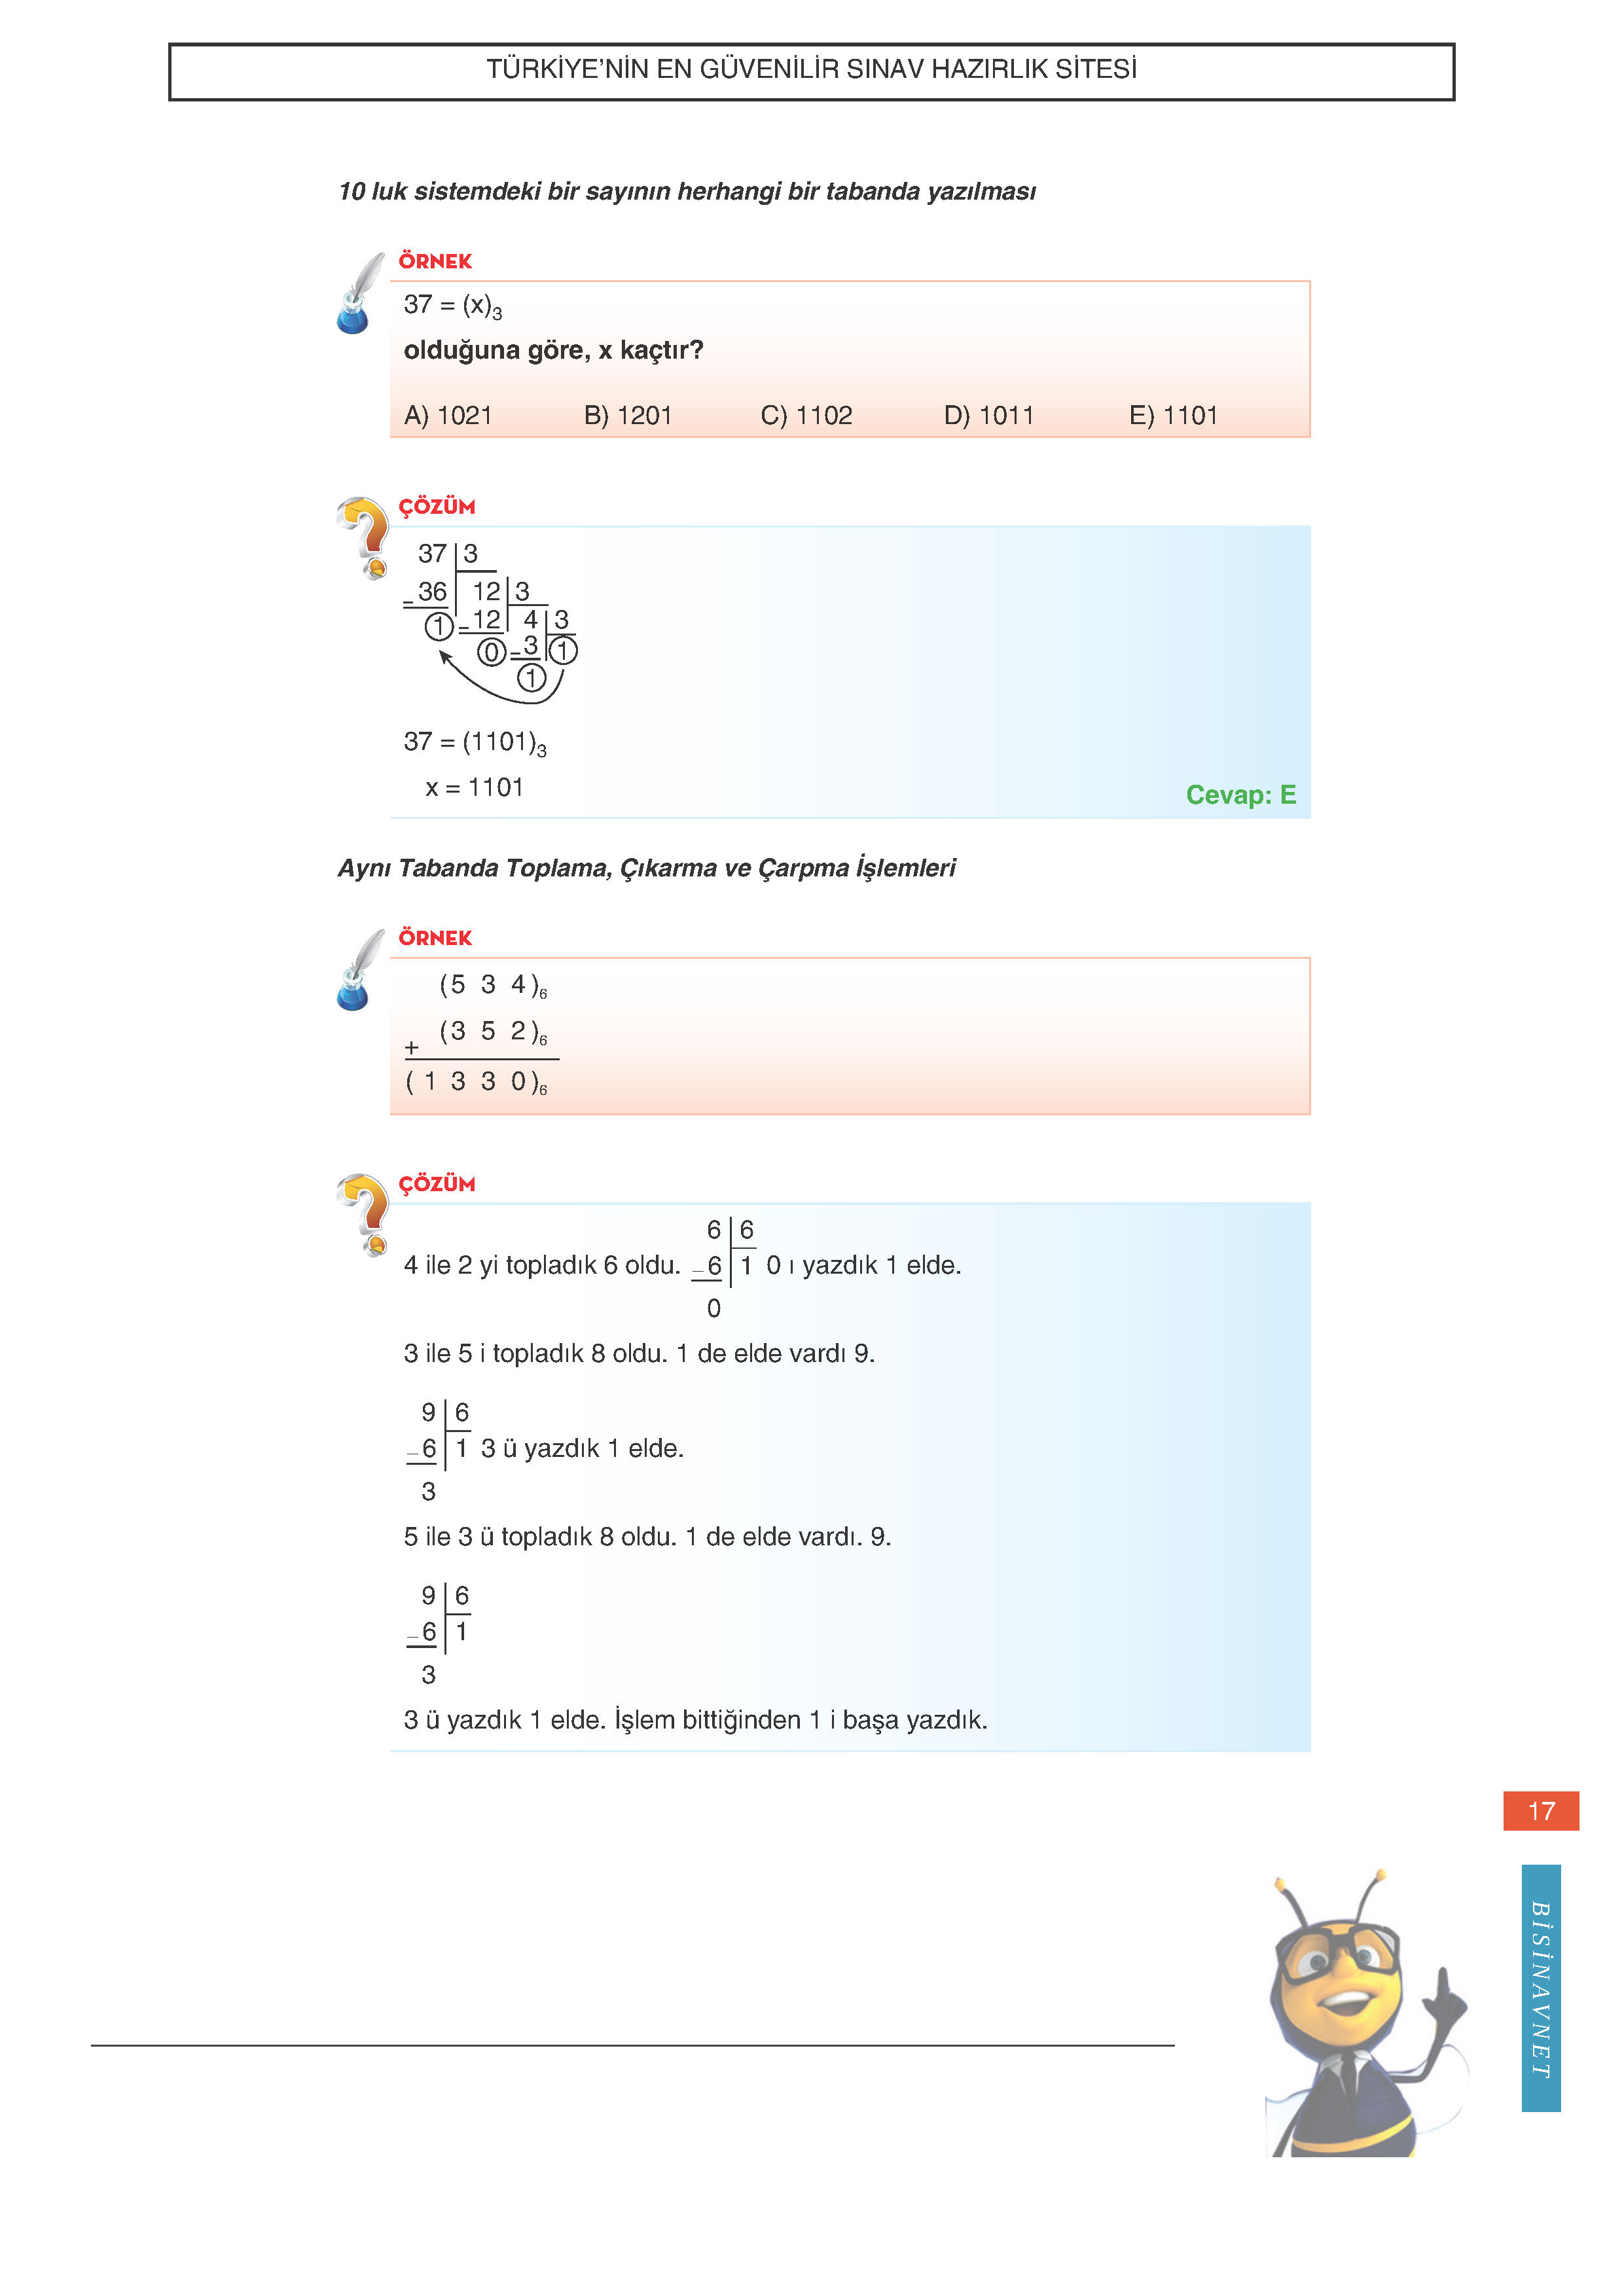 TÜRKİYE'NİN EN GÜVENİLİR SINAV HAZIRLIK SİTESİ
10 luk sistemdeki bir sayının herhangi bir tabanda yazılması
ÖRNEK
37 = (x)₃
olduğuna göre, x kaçtır?
A) 1021 B) 1201 C) 1102 D) 1011 E) 1101
ÇÖZÜM
37 3
- 36 12 3
1 - 12 4 3
0 - 3 1
1
37 = (1101)₃
x = 1101
Cevap: E
Aynı Tabanda Toplama, Çıkarma ve Çarpma İşlemleri
ÖRNEK
(5 3 4)₆
+ (3 5 2)₆
(1 3 3 0)₆
ÇÖZÜM
6 6
4 ile 2 yi topladık 6 oldu. –6 1 0 ı yazdık 1 elde.
0
3 ile 5 i topladık 8 oldu. 1 de elde vardı 9.
9 6
–6 1 3 ü yazdık 1 elde.
3
5 ile 3 ü topladık 8 oldu. 1 de elde vardı. 9.
9 6
–6 1
3
3 ü yazdık 1 elde. İşlem bittiğinden 1 i başa yazdık.
17
BİSİNAVNET